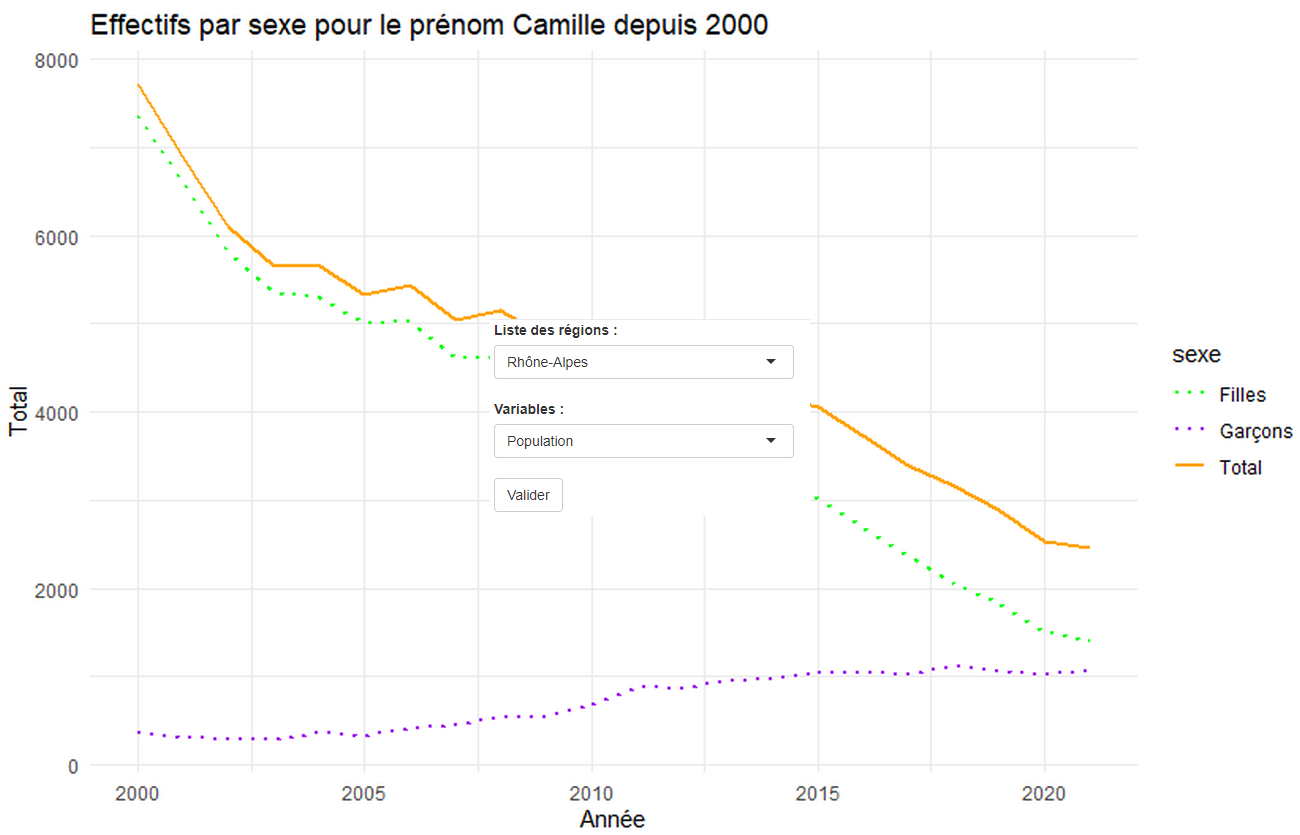 Effectifs par sexe pour le prénom Camille depuis 2000
8000
6000
4000
2000
0
Total
2000 2005 2010 2015 2020
Année
Liste des régions :
Rhône-Alpes
Variables :
Population
Valider
sexe
Filles
Garçons
Total